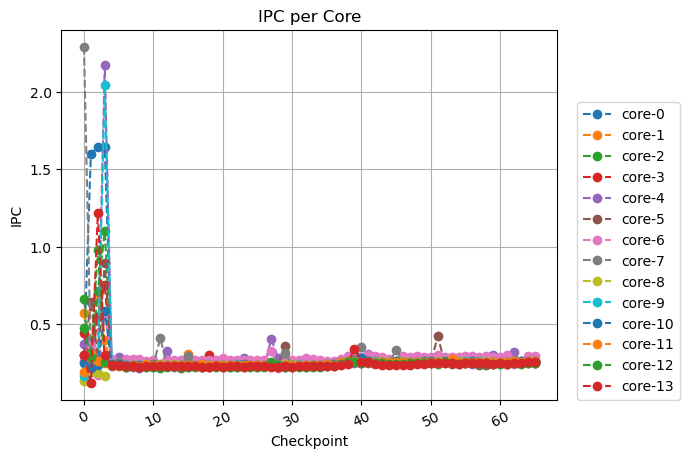 IPC per Core
IPC
2.0
1.5
1.0
0.5
0
10
20
30
40
50
60
Checkpoint
core-0
core-1
core-2
core-3
core-4
core-5
core-6
core-7
core-8
core-9
core-10
core-11
core-12
core-13